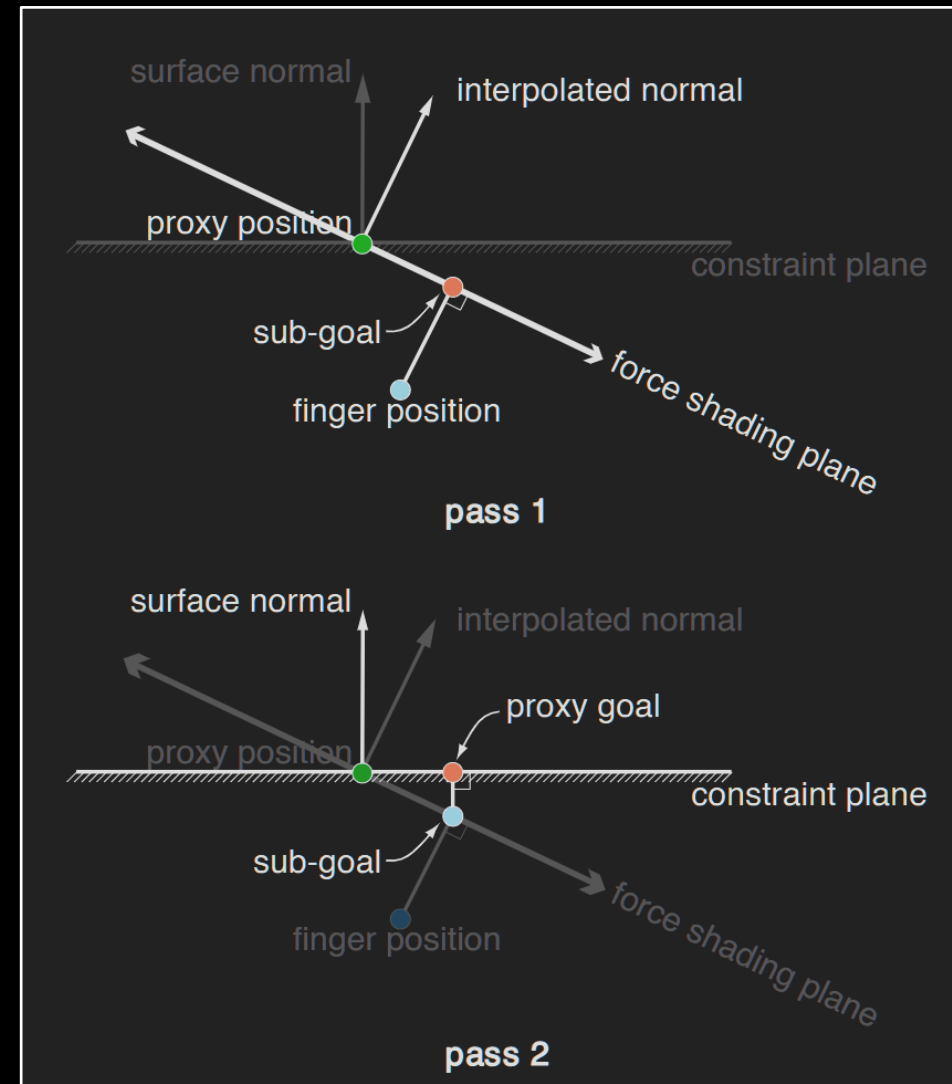 surface normal
interpolated normal
proxy position
constraint plane
sub-goal
force shading plane
finger position
pass 1
surface normal
interpolated normal
proxy goal
proxy position
constraint plane
sub-goal
force shading plane
finger position
pass 2